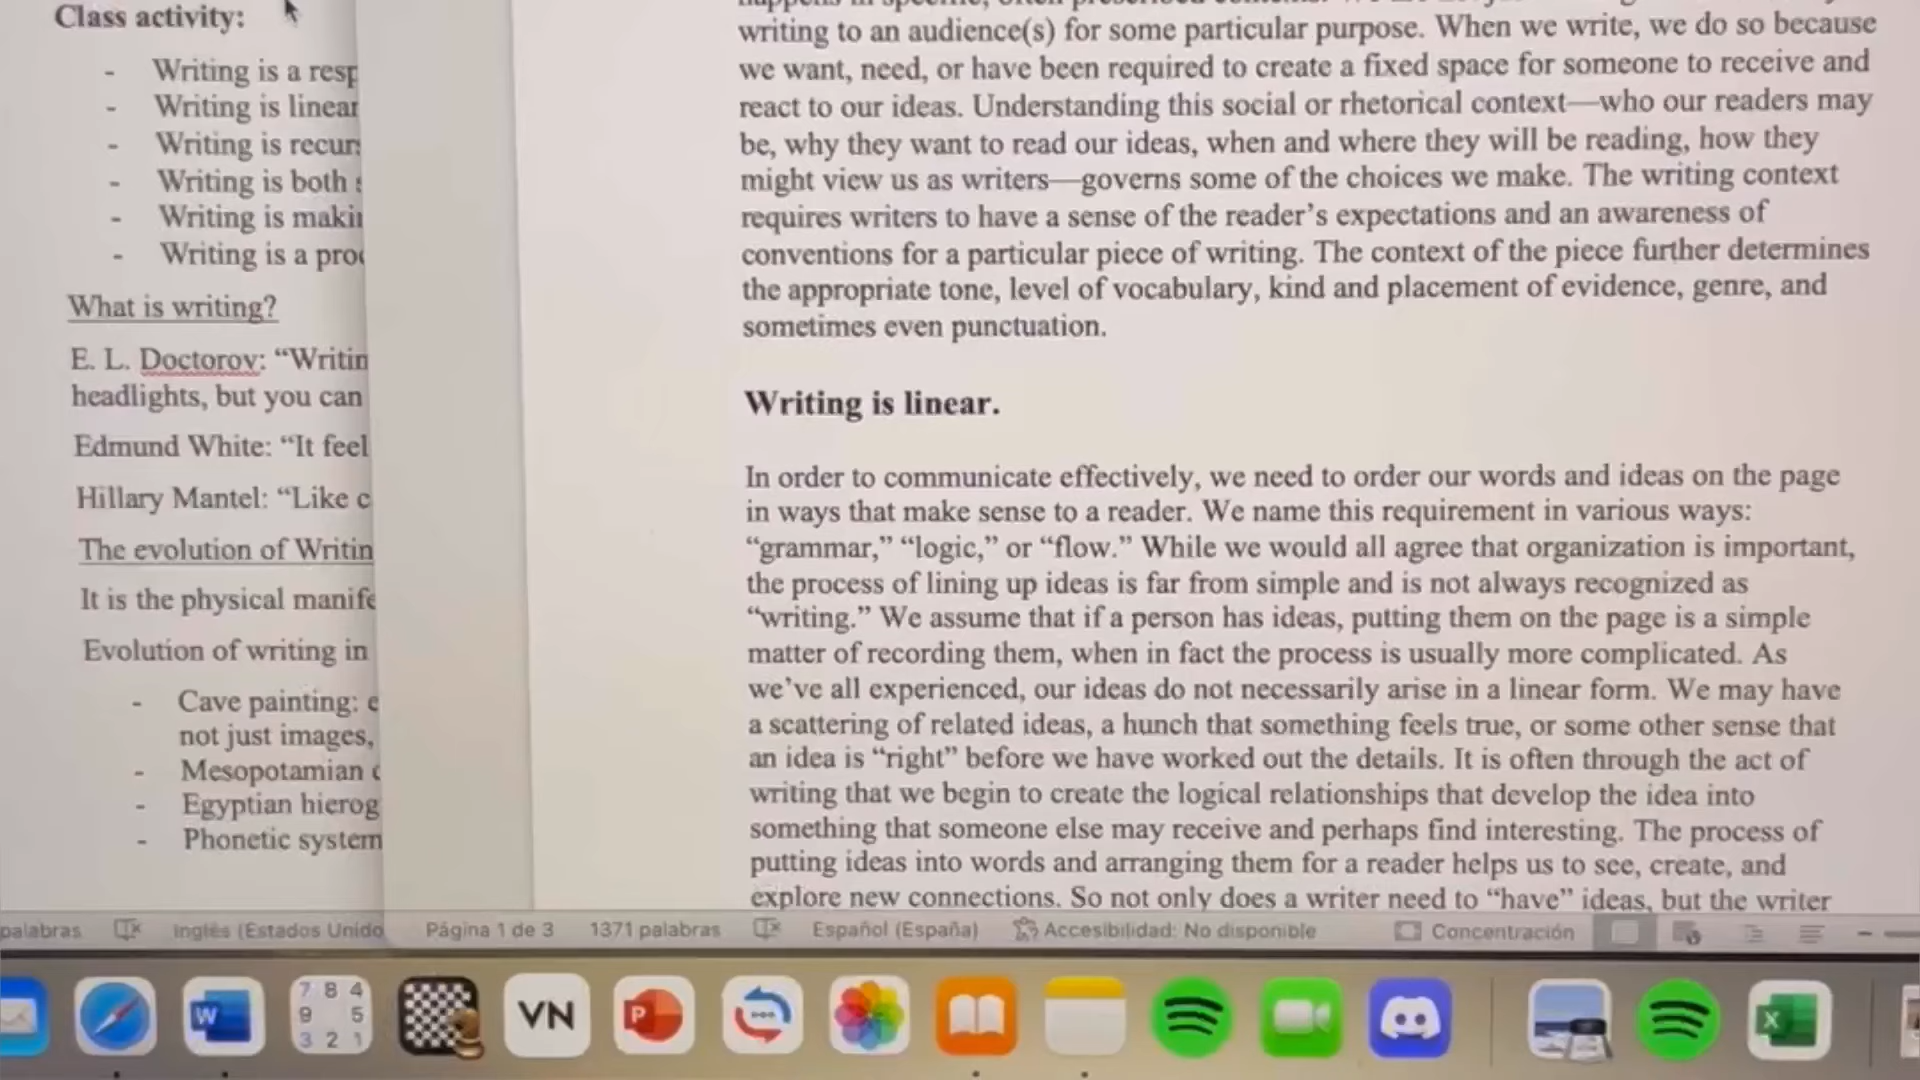 Class activity:
- Writing is a resp
- Writing is linear
- Writing is recur
- Writing is both
- Writing is maki
- Writing is a pro
What is writing?
E. L. Doctorov: “Writin
headlights, but you can
Edmund White: “It feel
Hillary Mantel: “Like c
The evolution of Writin
It is the physical manife
Evolution of writing in
- Cave painting: e
not just images,
- Mesopotamian
- Egyptian hierog
- Phonetic system
writing to an audience(s) for some particular purpose. When we write, we do so because
we want, need, or have been required to create a fixed space for someone to receive and
react to our ideas. Understanding this social or rhetorical context—who our readers may
be, why they want to read our ideas, when and where they will be reading, how they
might view us as writers—governs some of the choices we make. The writing context
requires writers to have a sense of the reader’s expectations and an awareness of
conventions for a particular piece of writing. The context of the piece further determines
the appropriate tone, level of vocabulary, kind and placement of evidence, genre, and
sometimes even punctuation.
Writing is linear.
In order to communicate effectively, we need to order our words and ideas on the page
in ways that make sense to a reader. We name this requirement in various ways:
“grammar,” “logic,” or “flow.” While we would all agree that organization is important,
the process of lining up ideas is far from simple and is not always recognized as
“writing.” We assume that if a person has ideas, putting them on the page is a simple
matter of recording them, when in fact the process is usually more complicated. As
we’ve all experienced, our ideas do not necessarily arise in a linear form. We may have
a scattering of related ideas, a hunch that something feels true, or some other sense that
an idea is “right” before we have worked out the details. It is often through the act of
writing that we begin to create the logical relationships that develop the idea into
something that someone else may receive and perhaps find interesting. The process of
putting ideas into words and arranging them for a reader helps us to see, create, and
explore new connections. So not only does a writer need to “have” ideas, but the writer
palabras Inglés (Estados Unido
Página 1 de 3 1371 palabras Español (España) Accesibilidad: No disponible Concentración
W
7 8 4
9 5
3 2 1
VN
P
X